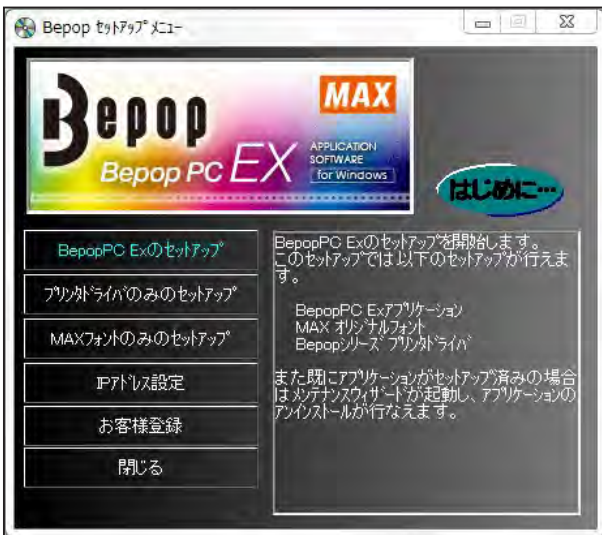 Bepop ｾｯﾄｱｯﾌﾟﾒﾆｭｰ
Bepop
MAX
Bepop PC EX
APPLICATION
SOFTWARE
for Windows
はじめに…
BepopPC Exのｾｯﾄｱｯﾌﾟ
ﾌﾟﾘﾝﾀﾄﾞﾗｲﾊﾞのみのｾｯﾄｱｯﾌﾟ
MAXﾌｫﾝﾄのみのｾｯﾄｱｯﾌﾟ
IPｱﾄﾞﾚｽ設定
お客様登録
閉じる
BepopPC Exのｾｯﾄｱｯﾌﾟを開始します。
このｾｯﾄｱｯﾌﾟでは以下のｾｯﾄｱｯﾌﾟが行えま
す。
BepopPC Exｱﾌﾟﾘｹｰｼｮﾝ
MAX ｵﾘｼﾞﾅﾙﾌｫﾝﾄ
Bepopｼﾘｰｽﾞ ﾌﾟﾘﾝﾀﾄﾞﾗｲﾊﾞ
また既にｱﾌﾟﾘｹｰｼｮﾝがｾｯﾄｱｯﾌﾟ済みの場合
はﾒﾝﾃﾅﾝｽｳｨｻﾞｰﾄﾞが起動し、ｱﾌﾟﾘｹｰｼｮﾝの
ｱﾝｲﾝｽﾄｰﾙが行なえます。